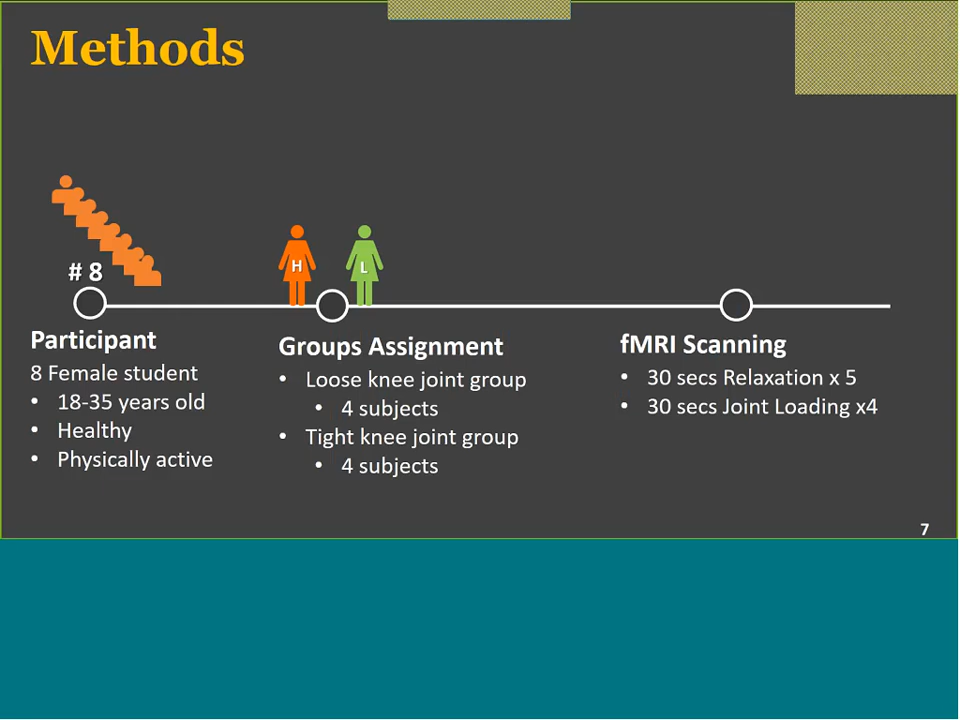 Methods
# 8
H
L
Participant
8 Female student
• 18-35 years old
• Healthy
• Physically active
Groups Assignment
• Loose knee joint group
• 4 subjects
• Tight knee joint group
• 4 subjects
fMRI Scanning
• 30 secs Relaxation x 5
• 30 secs Joint Loading x4
7